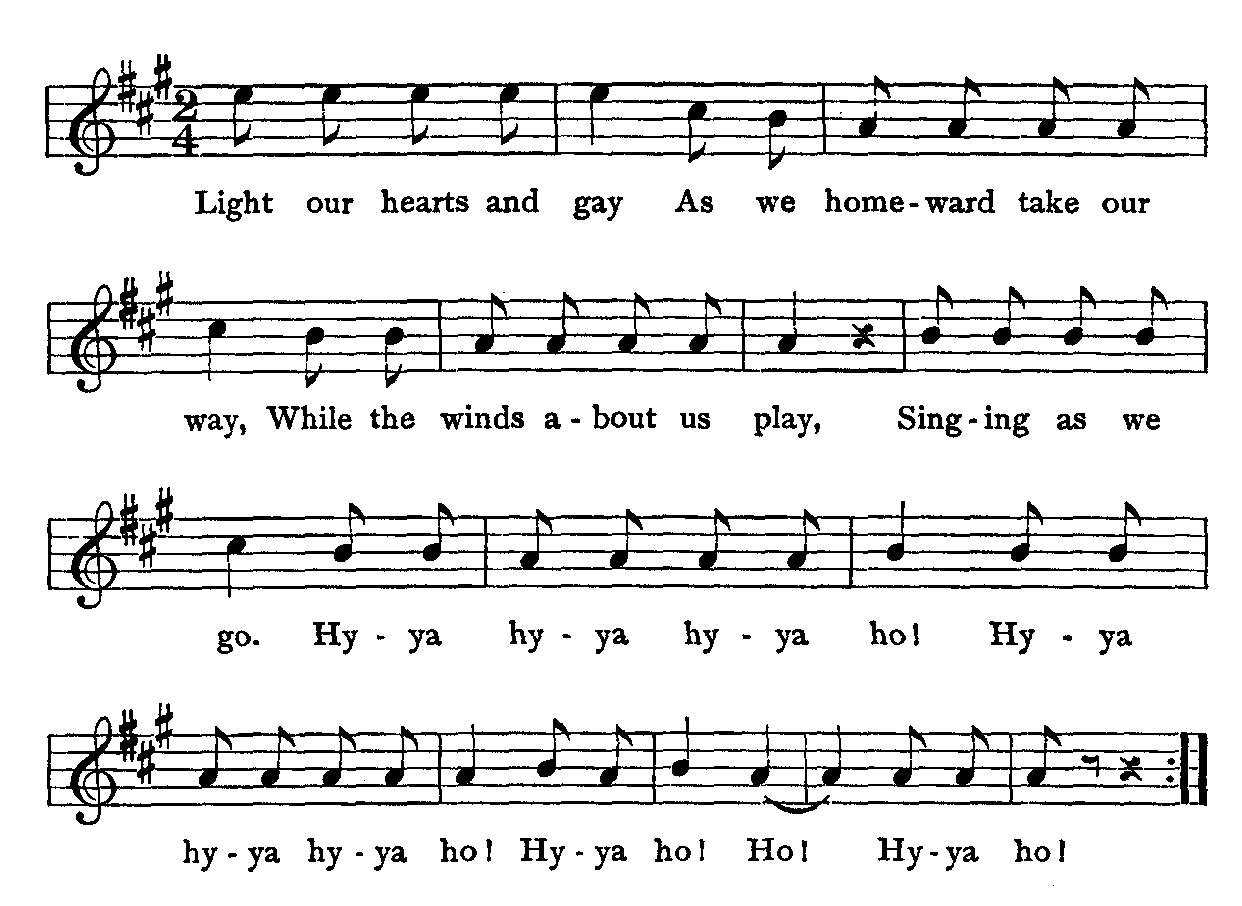 2
4
Light our hearts and gay As we home-ward take our
way, While the winds a - bout us play, Sing-ing as we
go. Hy - ya hy - ya hy - ya ho! Hy - ya
hy - ya hy - ya ho! Hy - ya ho! Ho! Hy - ya ho!